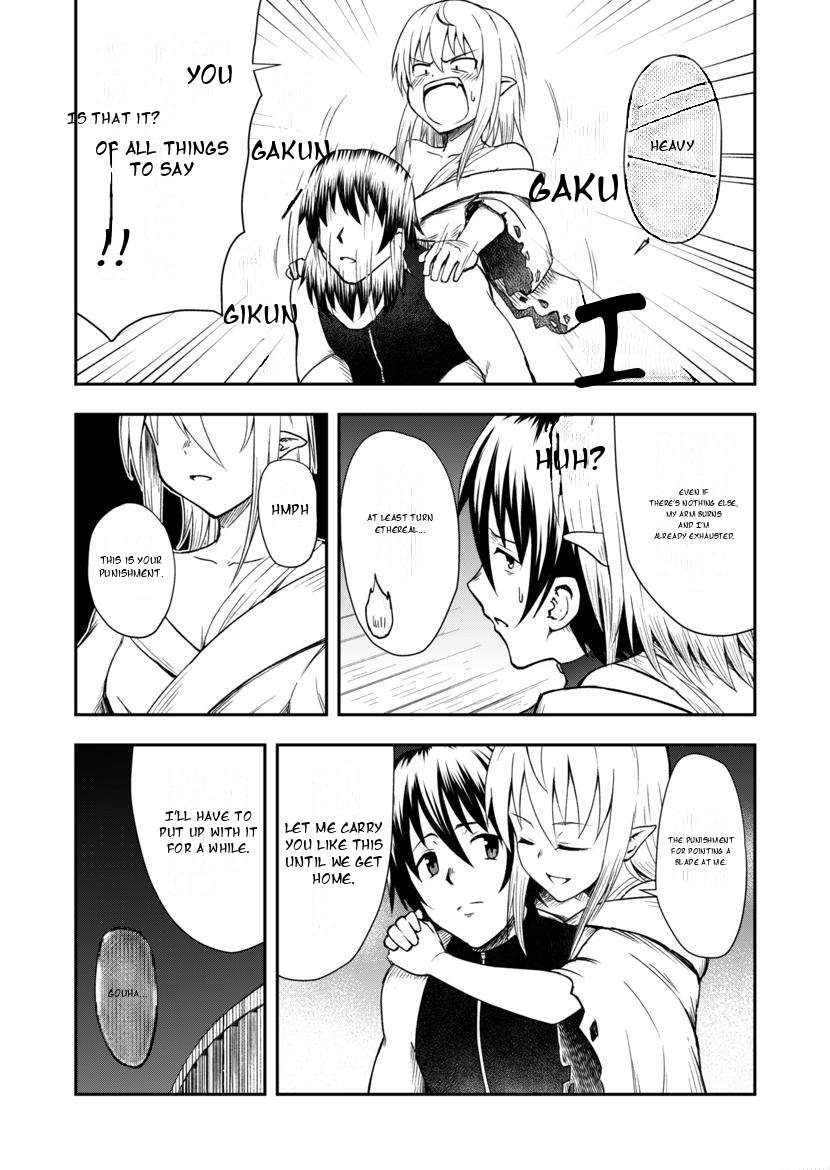 HEAVY
GAKU
I
YOU
IS THAT IT?
OF ALL THINGS
TO SAY
!!
GAKUN
GIKUN
EVEN IF
THERE'S NOTHING ELSE,
MY ARM BURNS
AND I'M
ALREADY EXHAUSTED.
HUH?
AT LEAST TURN
ETHEREAL...
HMPH
THIS IS YOUR
PUNISHMENT.
THE PUNISHMENT
FOR POINTING A
BLADE AT ME.
LET ME CARRY
YOU LIKE THIS
UNTIL WE GET
HOME.
I'LL HAVE TO
PUT UP WITH IT
FOR A WHILE.
GOUHA...